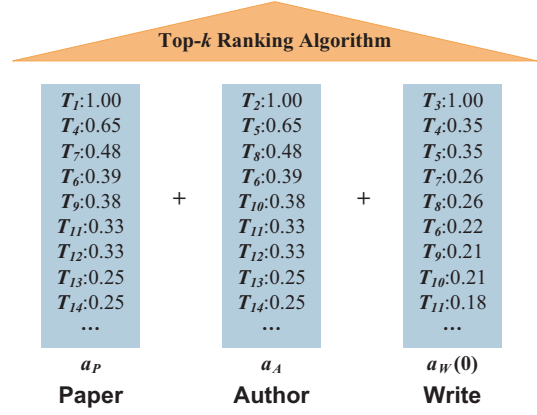 Top-k Ranking Algorithm
T1:1.00
T4:0.65
T7:0.48
T6:0.39
T9:0.38
T11:0.33
T12:0.33
T13:0.25
T14:0.25
...
aP
Paper
+
T2:1.00
T5:0.65
T8:0.48
T6:0.39
T10:0.38
T11:0.33
T12:0.33
T13:0.25
T14:0.25
...
aA
Author
+
T3:1.00
T4:0.35
T5:0.35
T7:0.26
T8:0.26
T6:0.22
T9:0.21
T10:0.21
T11:0.18
...
aW(0)
Write